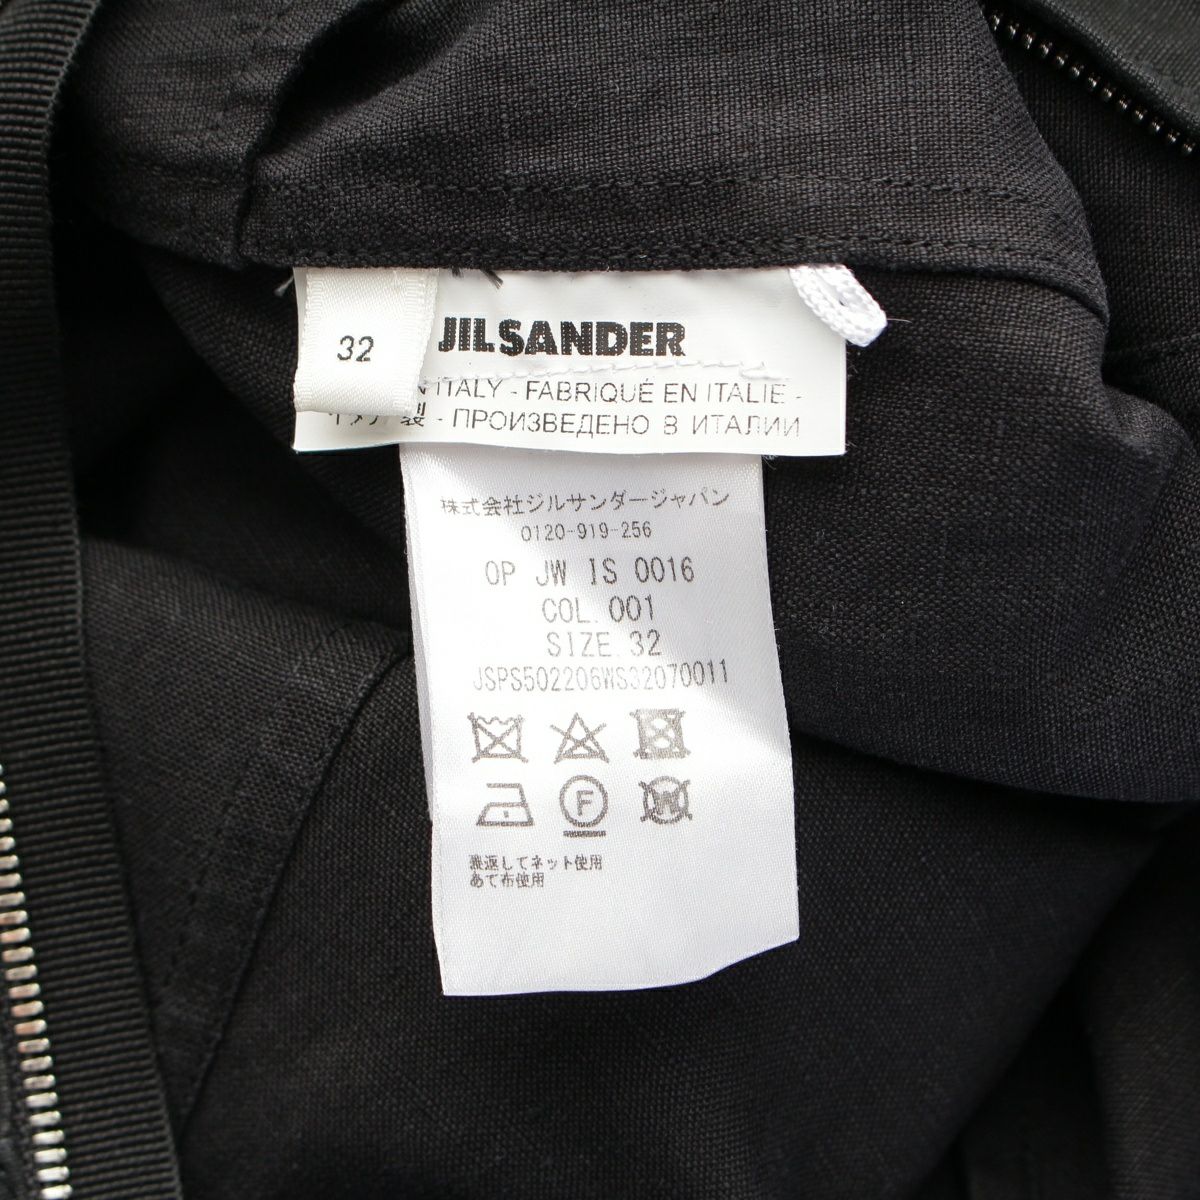 32
JIL SANDER
N ITALY - FABRIQUÉ EN ITALIE -
製 - ПРОИЗВЕДЕНО В ИТАЛИИ
株式会社ジルサンダージャパン
0120-919-256
OP JW IS 0016
COL. 001
SIZE. 32
JSPS502206WS32070011
F
W
裏返してネット使用
あて布使用